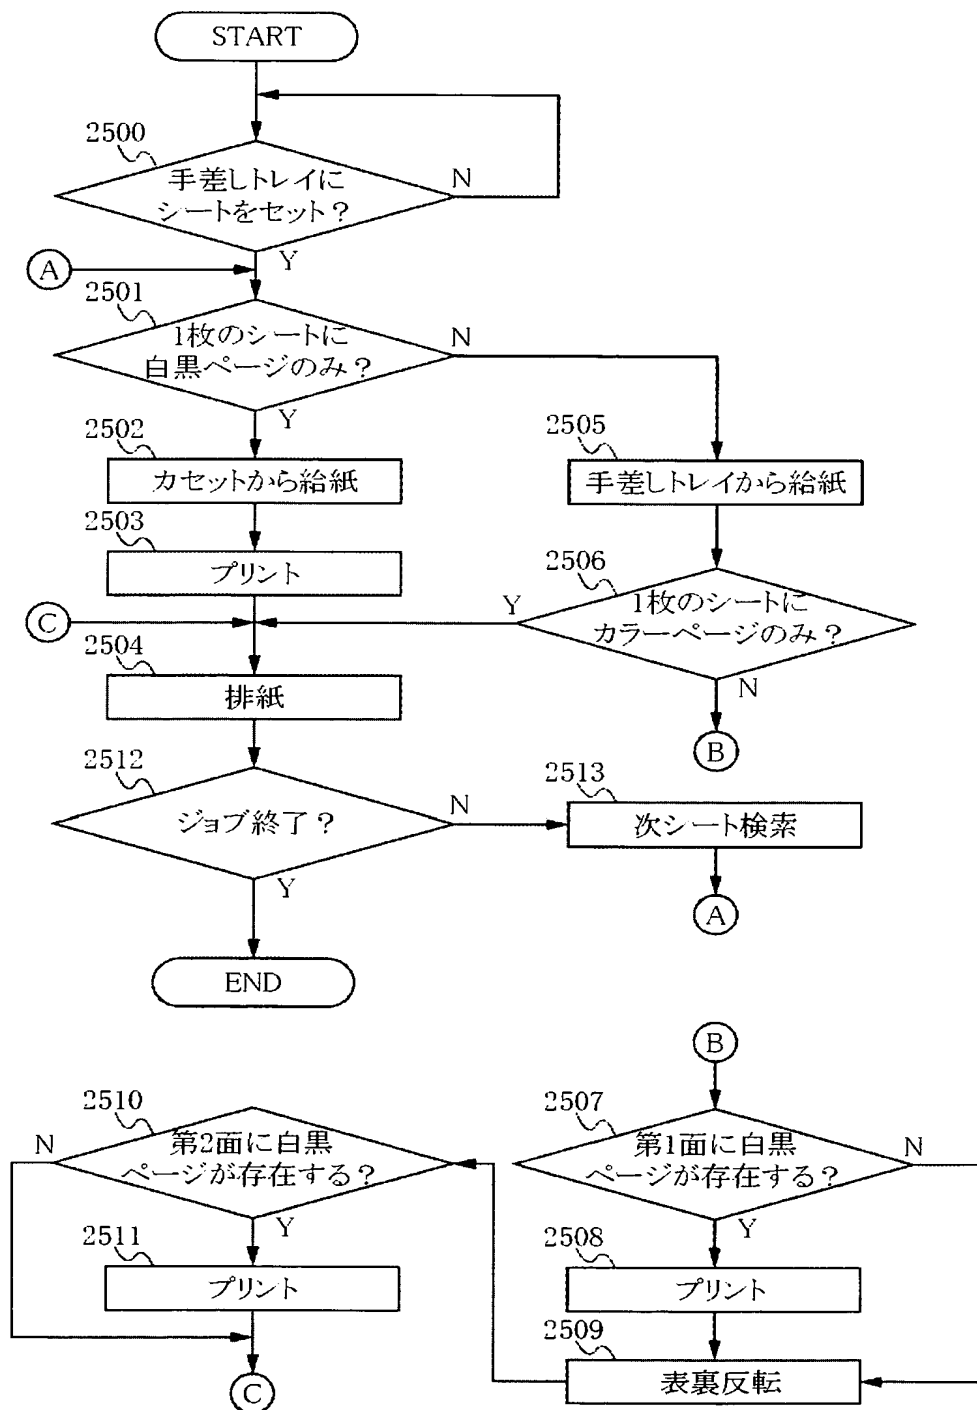 START
2500
手差しトレイに
シートをセット？
N
Y
A
2501
1枚のシートに
白黒ページのみ？
N
Y
2502
カセットから給紙
2505
手差しトレイから給紙
2503
プリント
2506
1枚のシートに
カラーページのみ？
Y
N
C
2504
排紙
B
2512
ジョブ終了？
N
Y
2513
次シート検索
A
END
B
2510
第2面に白黒
ページが存在する？
N
Y
2507
第1面に白黒
ページが存在する？
N
Y
2511
プリント
2508
プリント
2509
表裏反転
C